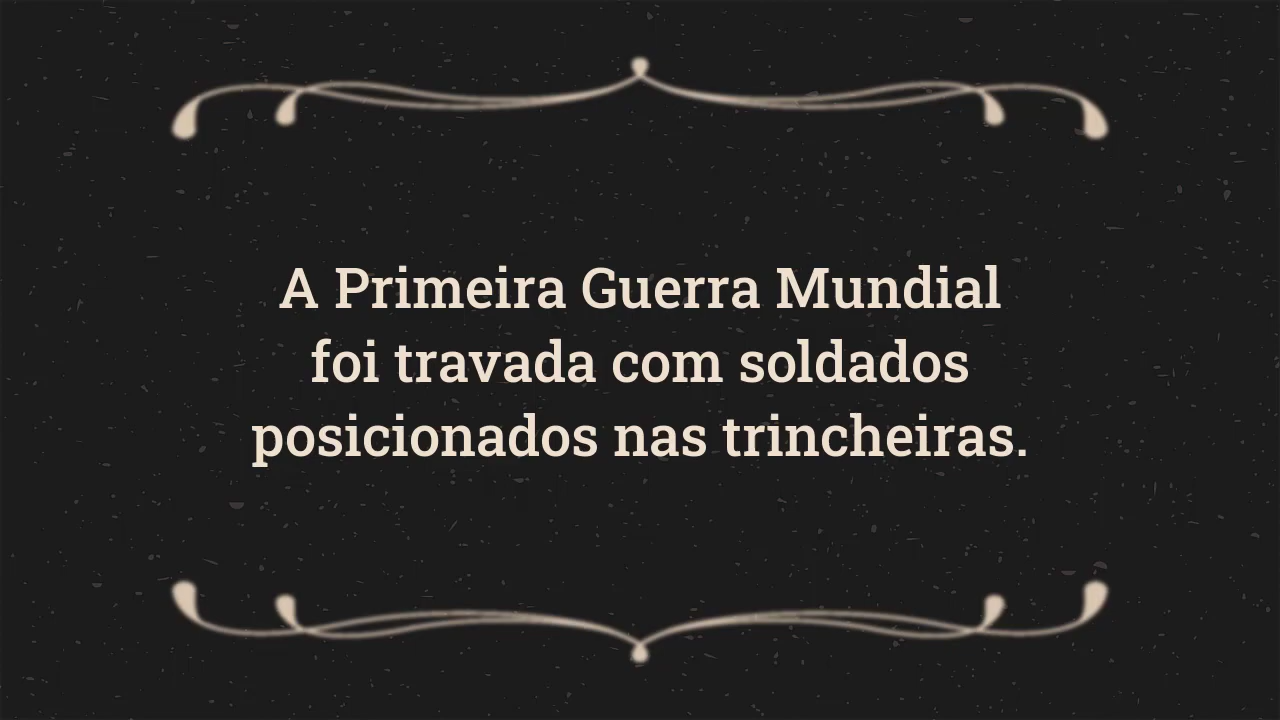 A Primeira Guerra Mundial
foi travada com soldados
posicionados nas trincheiras.